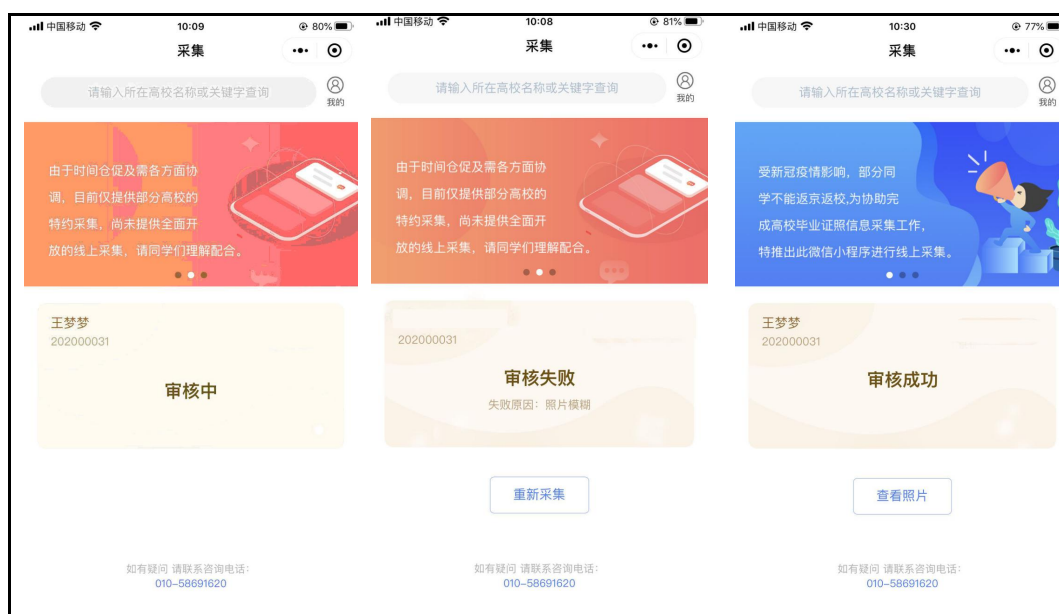 中国移动
10:09
80%
采集
请输入所在高校名称或关键字查询
我的
由于时间仓促及需各方面协
调，目前仅提供部分高校的
特约采集，尚未提供全面开
放的线上采集，请同学们理解配合。
王梦梦
202000031
审核中
如有疑问 请联系咨询电话：
010-58691620
中国移动
10:08
81%
采集
请输入所在高校名称或关键字查询
我的
由于时间仓促及需各方面协
调，目前仅提供部分高校的
特约采集，尚未提供全面开
放的线上采集，请同学们理解配合。
202000031
审核失败
失败原因：照片模糊
重新采集
如有疑问 请联系咨询电话：
010-58691620
中国移动
10:30
77%
采集
请输入所在高校名称或关键字查询
我的
受新冠疫情影响，部分同
学不能返京返校,为协助完
成高校毕业证照信息采集工作，
特推出此微信小程序进行线上采集。
王梦梦
202000031
审核成功
查看照片
如有疑问 请联系咨询电话：
010-58691620